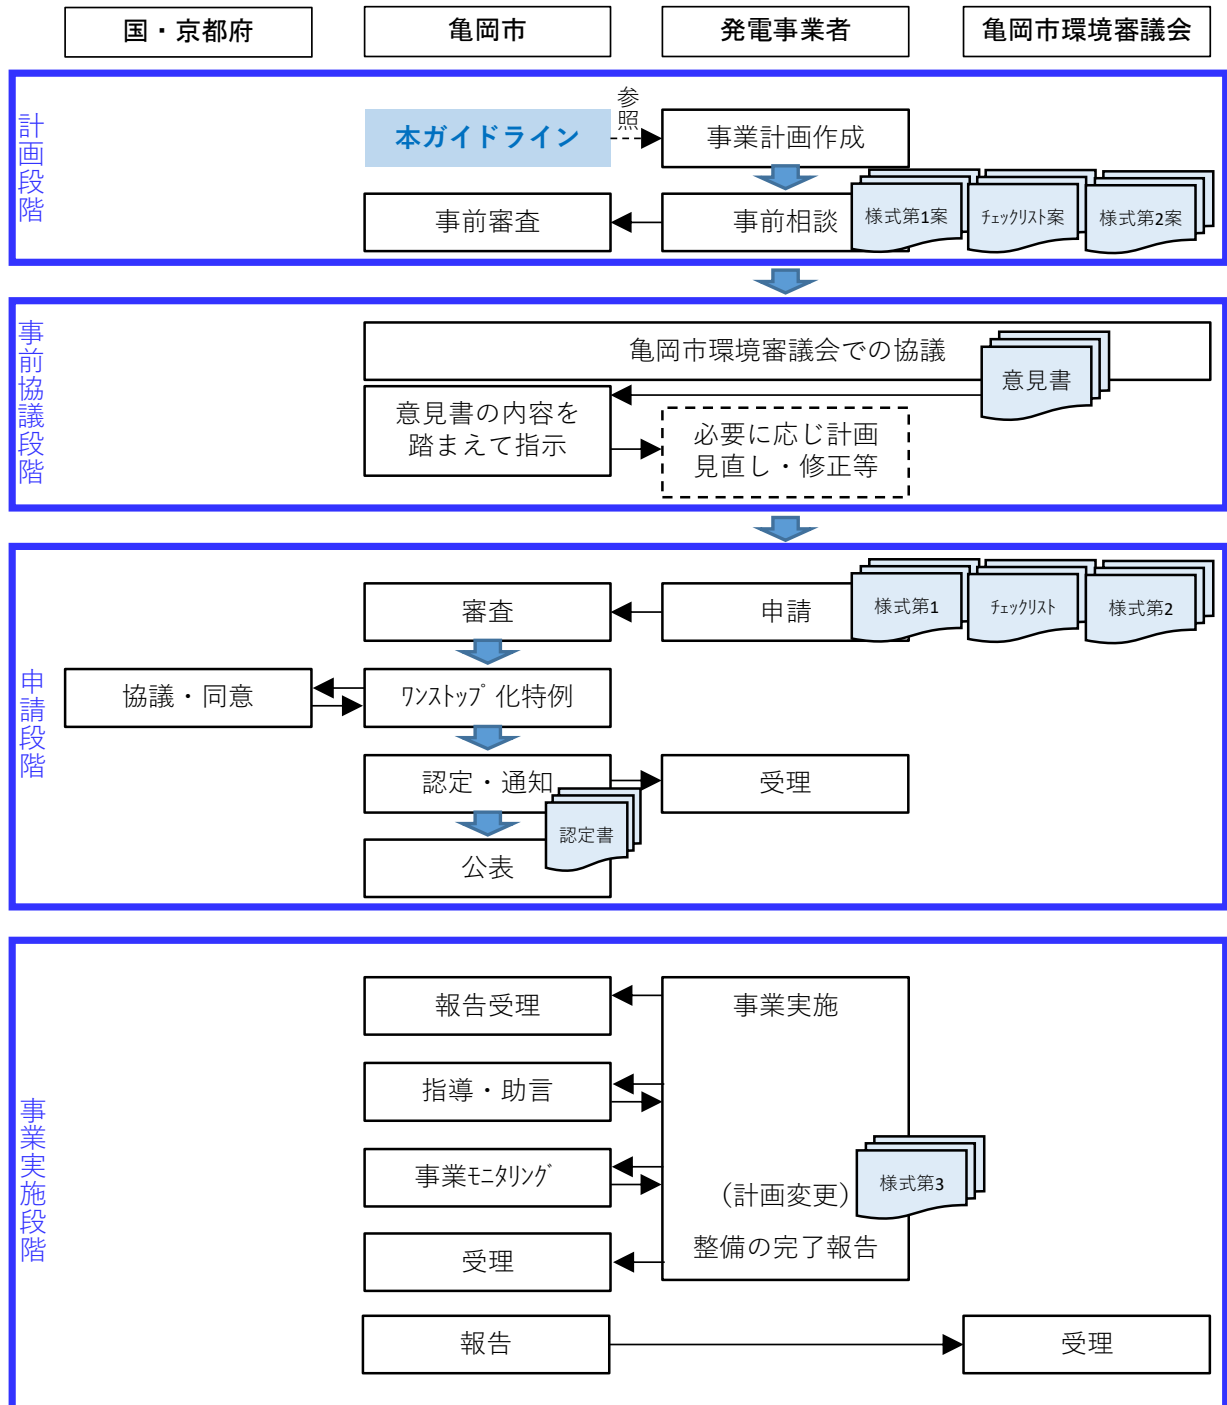 国・京都府
亀岡市
発電事業者
亀岡市環境審議会
計画段階
本ガイドライン
参照
事業計画作成
事前審査
事前相談
様式第1案
ﾁｪｯｸﾘｽﾄ案
様式第2案
事前協議段階
亀岡市環境審議会での協議
意見書
意見書の内容を
踏まえて指示
必要に応じ計画
見直し・修正等
申請段階
審査
申請
様式第1
ﾁｪｯｸﾘｽﾄ
様式第2
協議・同意
ﾜﾝｽﾄｯﾌﾟ化特例
認定・通知
受理
認定書
公表
事業実施段階
報告受理
事業実施
指導・助言
事業ﾓﾆﾀﾘﾝｸﾞ
（計画変更）
様式第3
受理
整備の完了報告
報告
受理